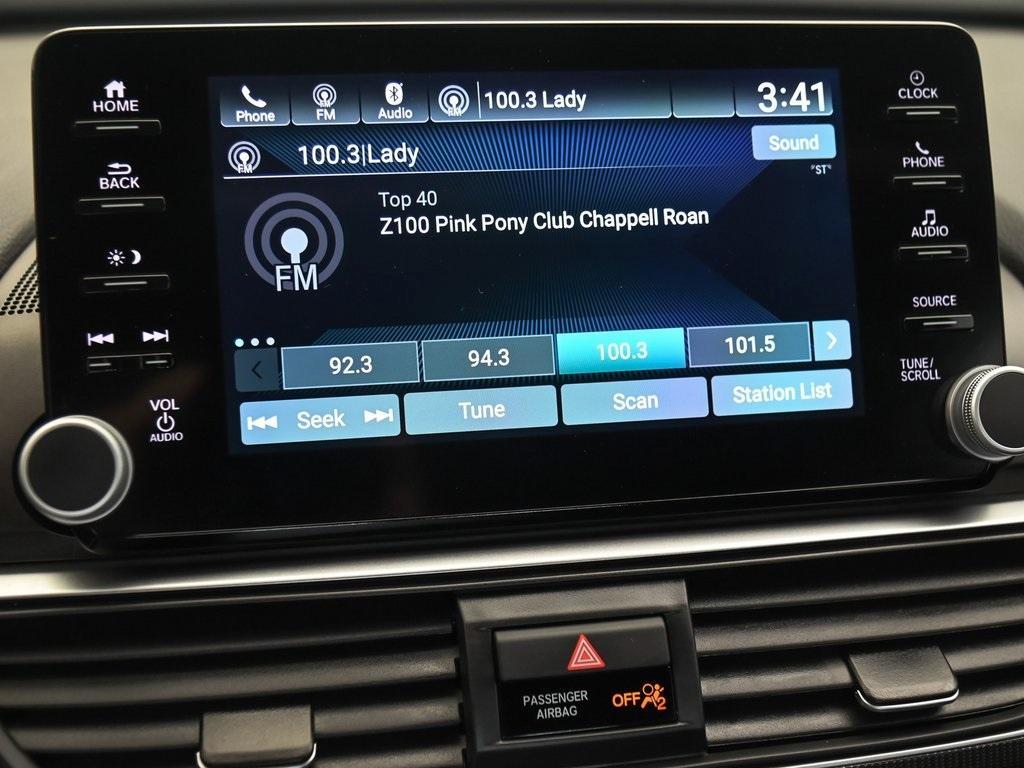 HOME
BACK
VOL
AUDIO
Phone
FM
Audio
FM
100.3 Lady
3:41
FM
100.3|Lady
Sound
"ST"
Top 40
Z100 Pink Pony Club Chappell Roan
FM
92.3
94.3
100.3
101.5
Seek
Tune
Scan
Station List
CLOCK
PHONE
AUDIO
SOURCE
TUNE/
SCROLL
PASSENGER
AIRBAG
OFF
2